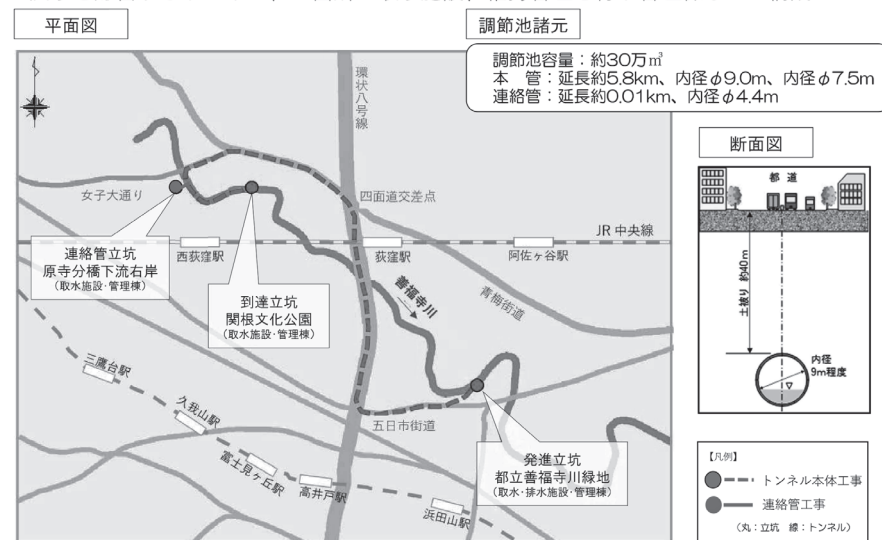 平面図
調節池諸元
調節池容量：約30万㎥
本　管：延長約5.8km、内径φ9.0m、内径φ7.5m
連絡管：延長約0.01km、内径φ4.4m
環状八号線
断面図
都　道
女子大通り
四面道交差点
JR 中央線
西荻窪駅
荻窪駅
阿佐ヶ谷駅
連絡管立坑
原寺分橋下流右岸
（取水施設・管理棟）
到達立坑
関根文化公園
（取水施設・管理棟）
善福寺川
青梅街道
土被り 約40m
内径
9m程度
三鷹台駅
久我山駅
富士見ヶ丘駅
高井戸駅
浜田山駅
五日市街道
発進立坑
都立善福寺川緑地
（取水・排水施設・管理棟）
【凡例】
トンネル本体工事
連絡管工事
（丸：立坑　線：トンネル）